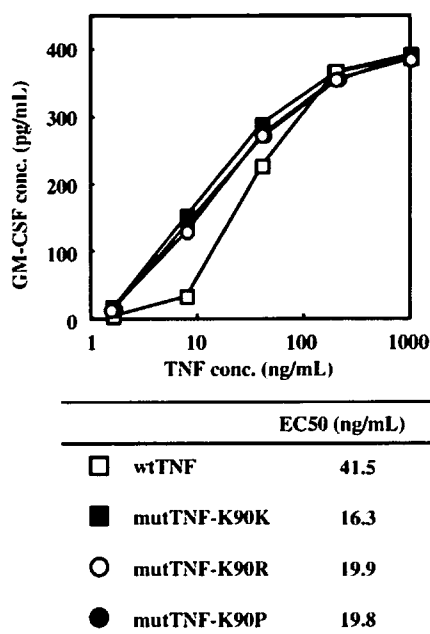 400
300
200
100
0
GM-CSF conc. (pg/mL)
1 10 100 1000
TNF conc. (ng/mL)
EC50 (ng/mL)
wtTNF 41.5
mutTNF-K90K 16.3
mutTNF-K90R 19.9
mutTNF-K90P 19.8